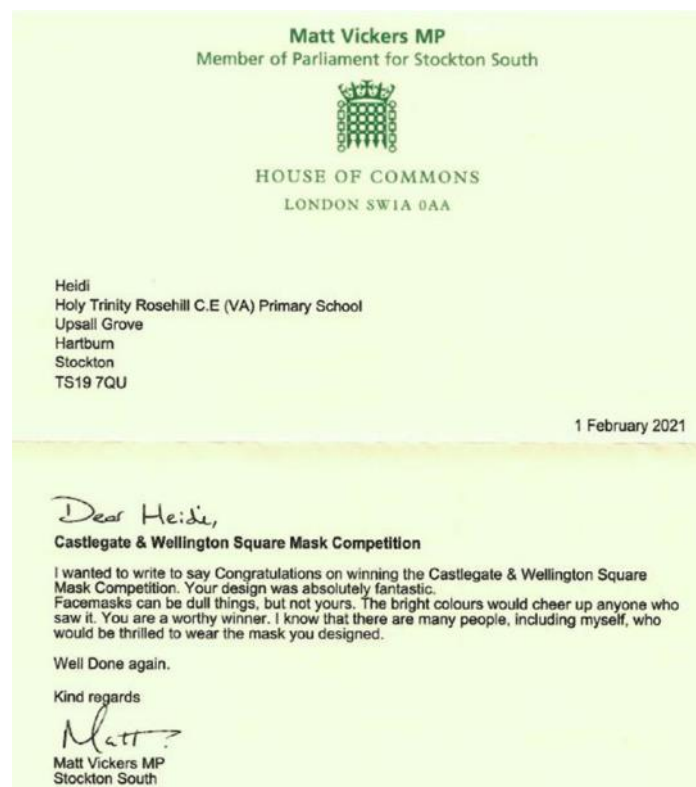 Matt Vickers MP
Member of Parliament for Stockton South
HOUSE OF COMMONS
LONDON SW1A 0AA
Heidi
Holy Trinity Rosehill C.E (VA) Primary School
Upsall Grove
Hartburn
Stockton
TS19 7QU
1 February 2021
Dear Heidi,
Castlegate & Wellington Square Mask Competition
I wanted to write to say Congratulations on winning the Castlegate & Wellington Square
Mask Competition. Your design was absolutely fantastic.
Facemasks can be dull things, but not yours. The bright colours would cheer up anyone who
saw it. You are a worthy winner. I know that there are many people, including myself, who
would be thrilled to wear the mask you designed.
Well Done again.
Kind regards
Matt
Matt Vickers MP
Stockton South